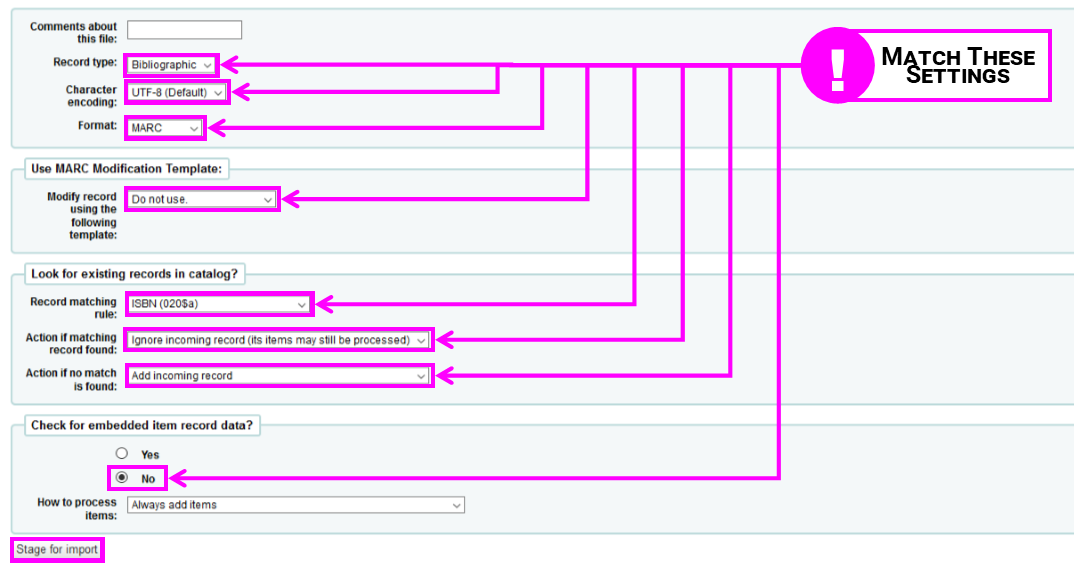 Comments about
this file:
Record type: Bibliographic
! MATCH THESE
SETTINGS
Character
encoding: UTF-8 (Default)
Format: MARC
Use MARC Modification Template:
Modify record
using the
following
template: Do not use.
Look for existing records in catalog?
Record matching
rule: ISBN (020$a)
Action if matching
record found: Ignore incoming record (its items may still be processed)
Action if no match
is found: Add incoming record
Check for embedded item record data?
Yes
No
How to process
items: Always add items
Stage for import